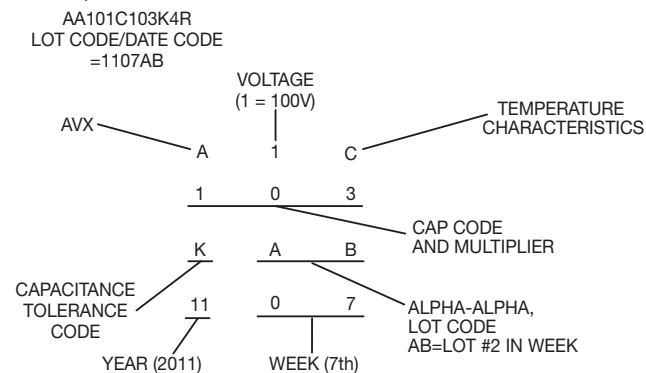 AA101C103K4R
LOT CODE/DATE CODE
=1107AB
VOLTAGE
(1 = 100V)
TEMPERATURE
CHARACTERISTICS
AVX
A 1 C
1 0 3
CAP CODE
AND MULTIPLIER
K A B
CAPACITANCE
TOLERANCE
CODE
11 0 7
ALPHA-ALPHA,
LOT CODE
AB=LOT #2 IN WEEK
YEAR (2011)
WEEK (7th)